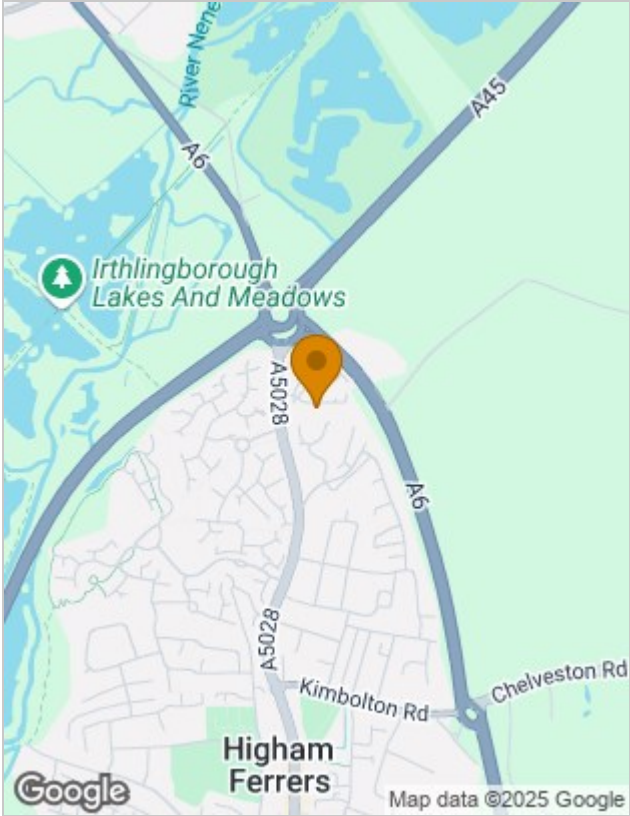 River Nene
A6
A45
Irthlingborough
Lakes And Meadows
A5028
A6
A5028
Chelveston Rd
Kimbolton Rd
Higham
Ferrers
Google
Map data ©2025 Google